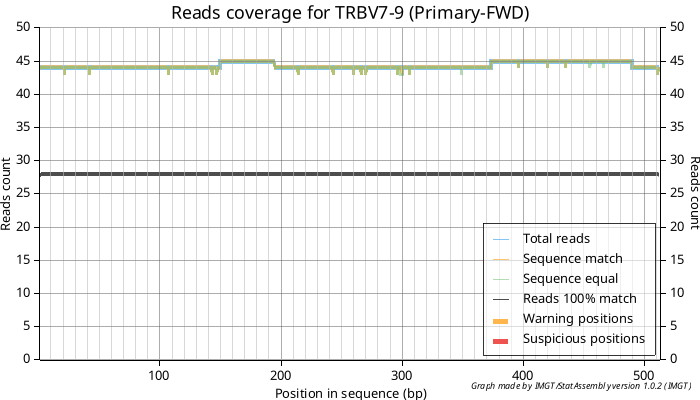 Reads coverage for TRBV7-9 (Primary-FWD)
50
45
40
35
30
25
20
15
10
5
0
50
45
40
35
30
25
20
15
10
5
0
Reads count
Reads count
Total reads
Sequence match
Sequence equal
Reads 100% match
Warning positions
Suspicious positions
100
200
300
400
500
Position in sequence (bp)
Graph made by IMGT/StatAssembly version 1.0.2 (IMGT)